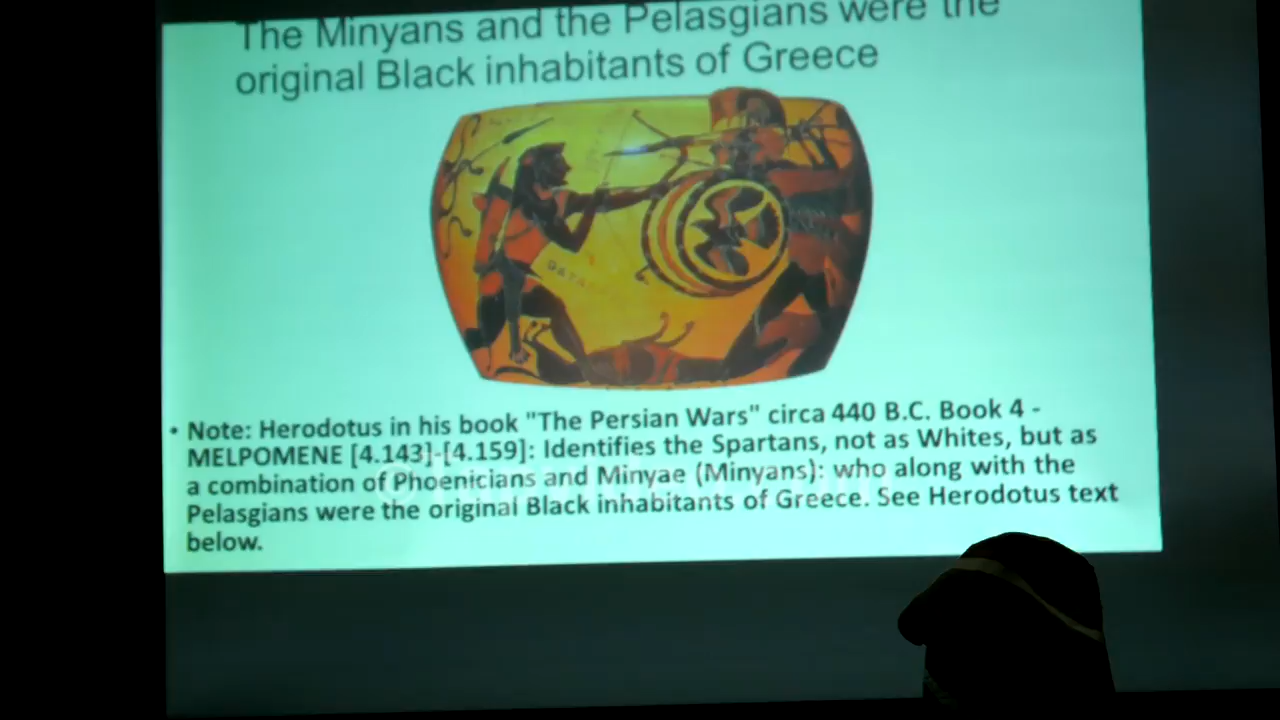 The Minyans and the Pelasgians were the
original Black inhabitants of Greece
• Note: Herodotus in his book "The Persian Wars" circa 440 B.C. Book 4 -
MELPOMENE [4.143]-[4.159]: Identifies the Spartans, not as Whites, but as
a combination of Phoenicians and Minyae (Minyans): who along with the
Pelasgians were the original Black inhabitants of Greece. See Herodotus text
below.